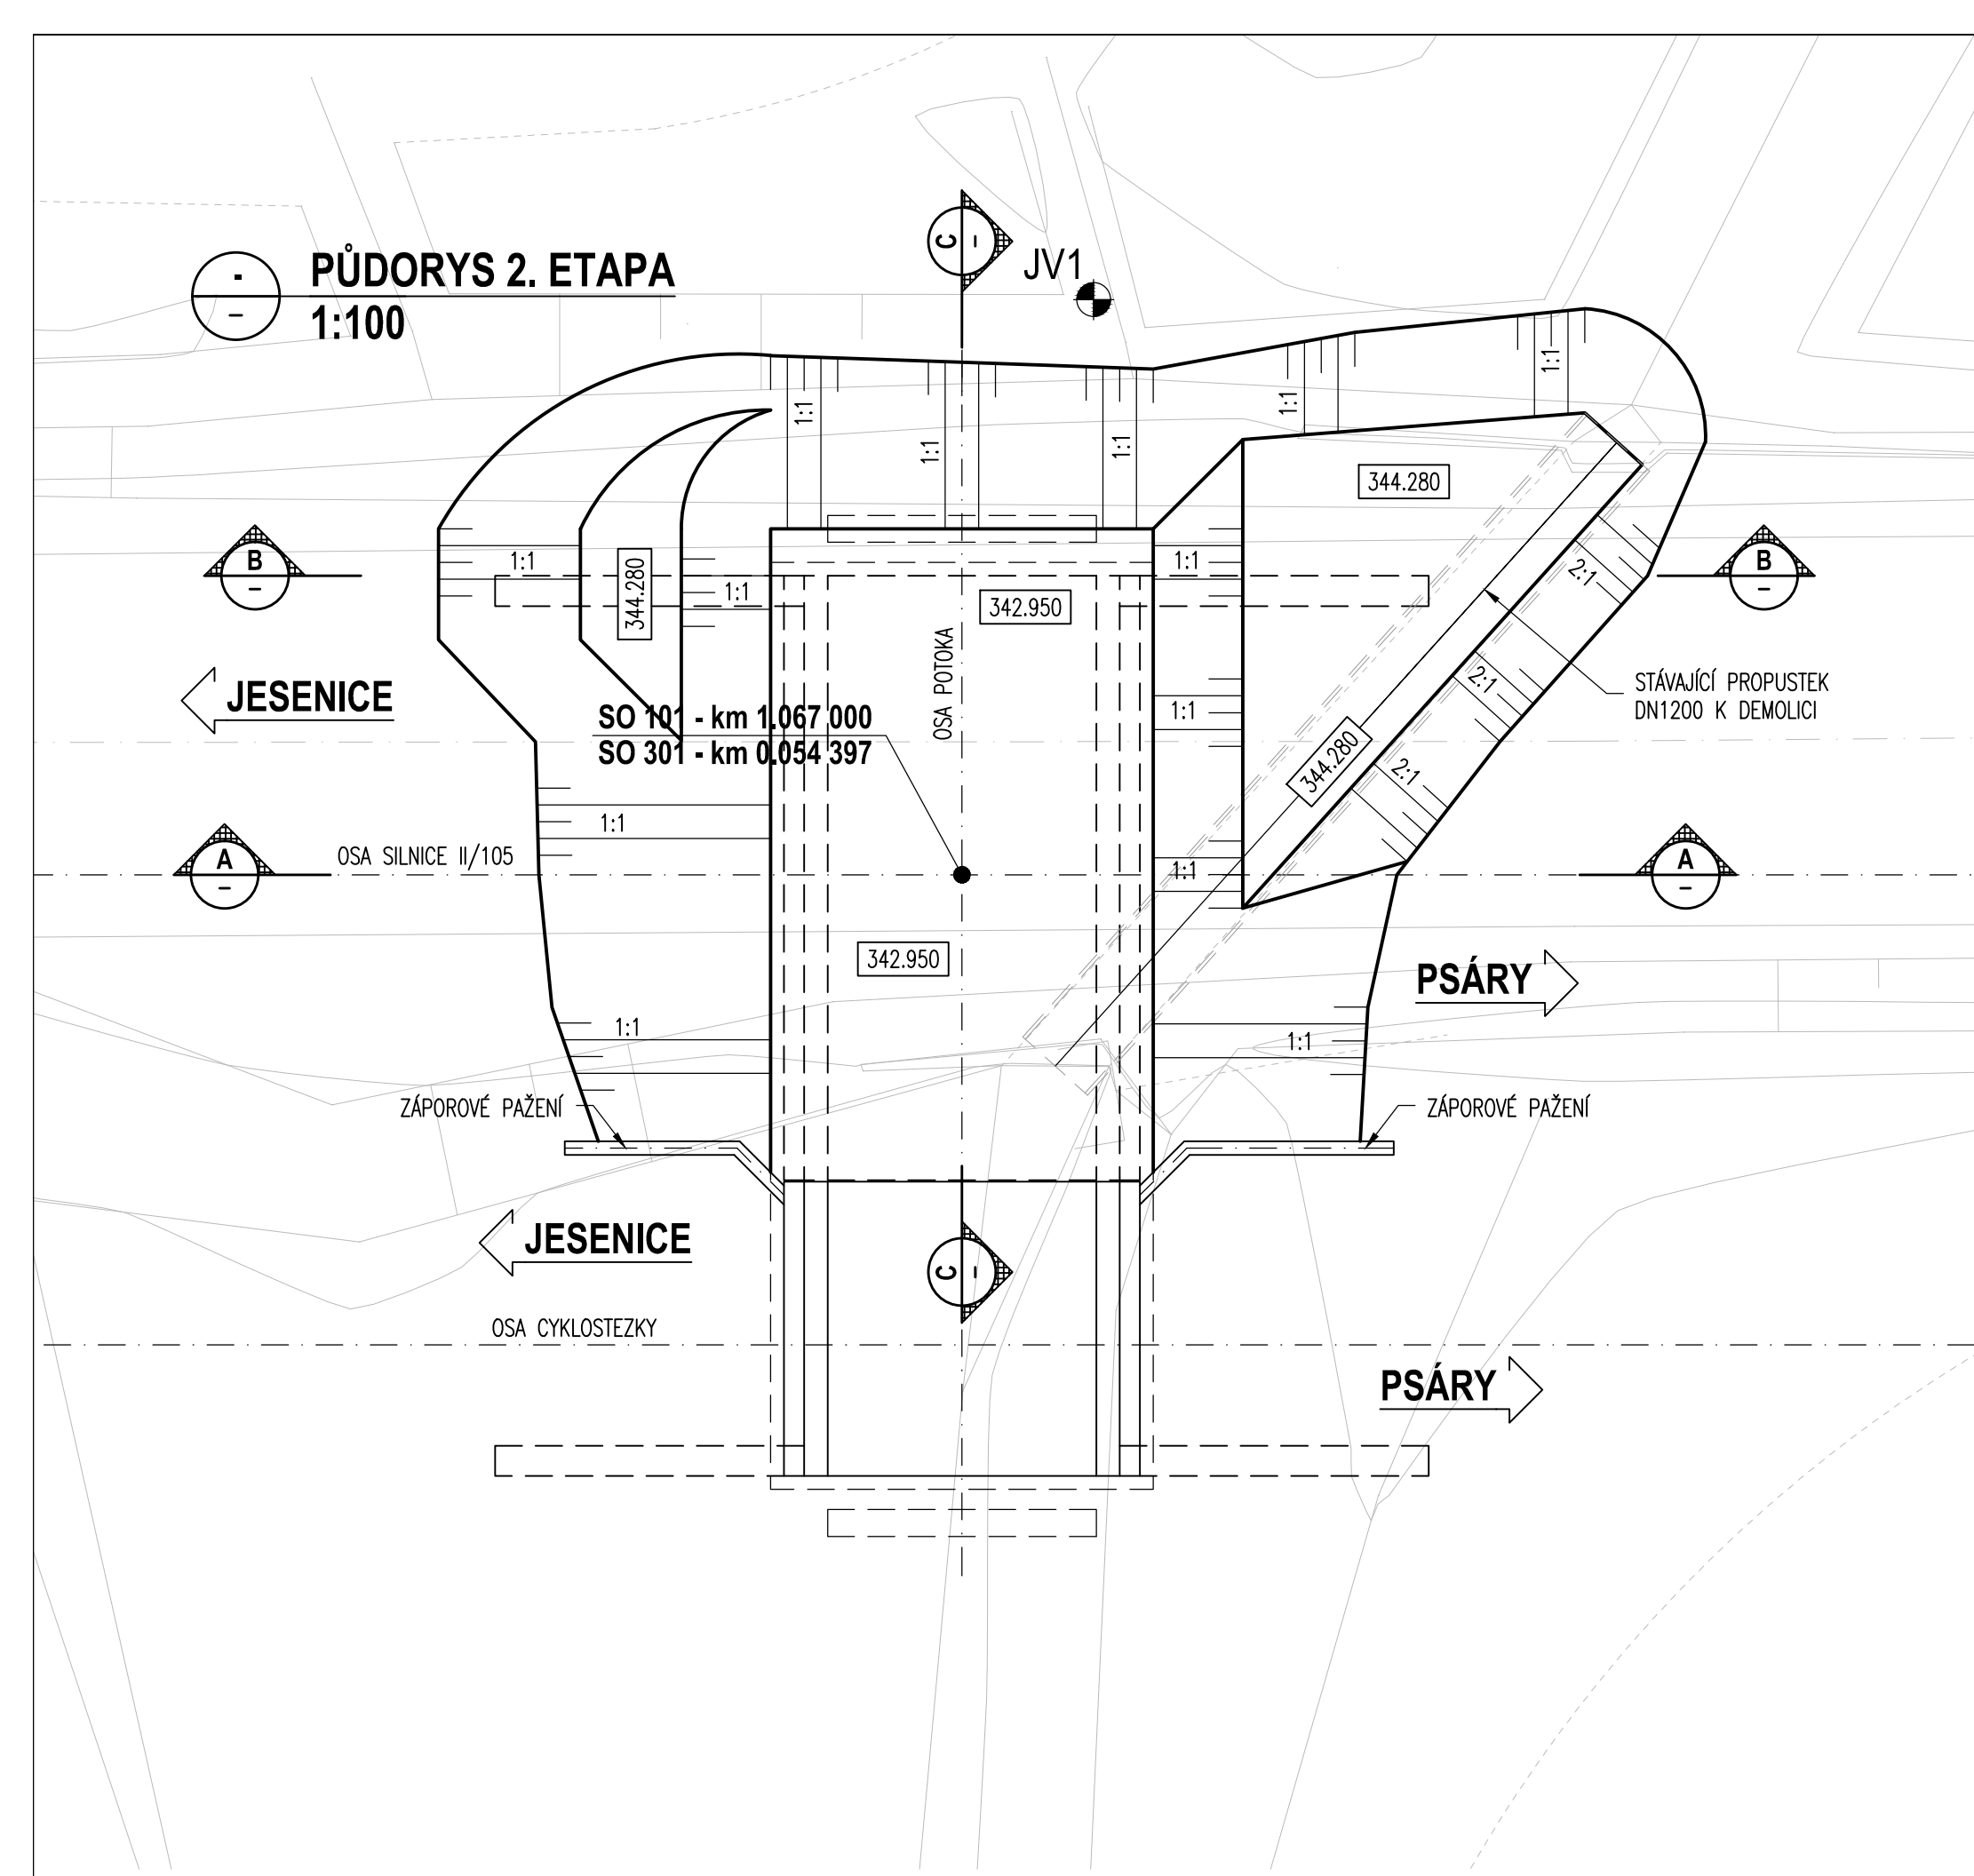 C
–
JV1
-
PŮDORYS 2. ETAPA
–
1:100
1:1
1:1
1:1
1:1
1:1
344.280
B
–
1:1
344.280
1:1
342.950
1:1
2:1
B
–
JESENICE
OSA POTOKA
1:1
2:1
STÁVAJÍCÍ PROPUSTEK
DN1200 K DEMOLICI
SO 101 - km 1.067 000
SO 301 - km 0.054 397
344.280
2:1
1:1
A
–
OSA SILNICE II/105
1:1
A
–
342.950
PSÁRY
1:1
1:1
ZÁPOROVÉ PAŽENÍ
ZÁPOROVÉ PAŽENÍ
JESENICE
C
–
OSA CYKLOSTEZKY
PSÁRY